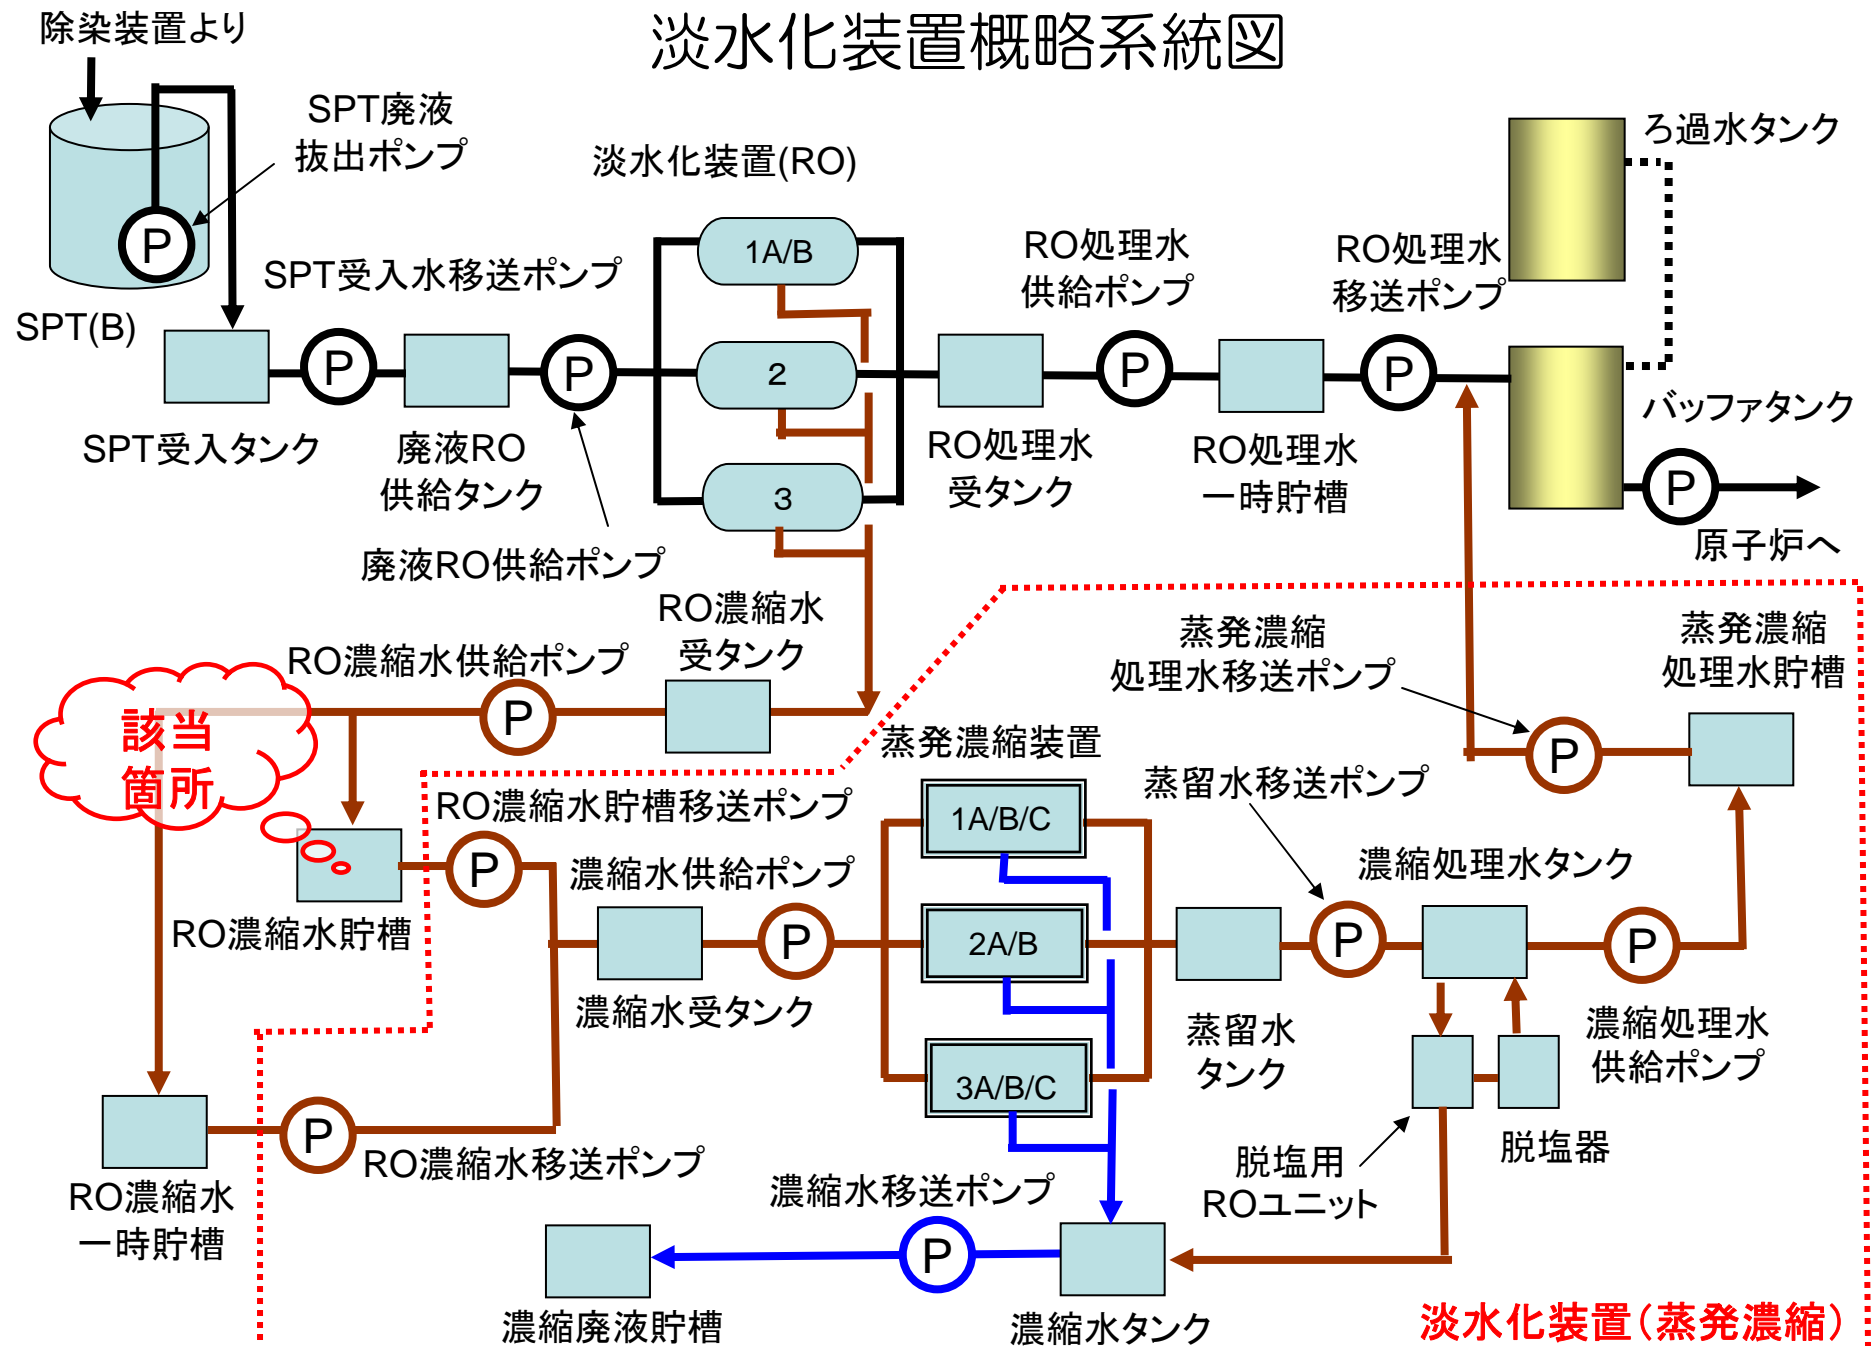 淡水化装置概略系統図
除染装置より
SPT廃液
抜出ポンプ
P
SPT(B)
SPT受入水移送ポンプ
淡水化装置(RO)
1A/B
2
3
RO処理水
供給ポンプ
RO処理水
移送ポンプ
ろ過水タンク
P
P
P
P
SPT受入タンク
廃液RO
供給タンク
廃液RO供給ポンプ
RO処理水
受タンク
RO処理水
一時貯槽
バッファタンク
P
原子炉へ
RO濃縮水
受タンク
RO濃縮水供給ポンプ
P
該当
箇所
蒸発濃縮
処理水移送ポンプ
蒸発濃縮
処理水貯槽
P
蒸発濃縮装置
RO濃縮水貯槽移送ポンプ
P
RO濃縮水貯槽
濃縮水供給ポンプ
P
濃縮水受タンク
1A/B/C
2A/B
3A/B/C
蒸留水移送ポンプ
P
濃縮処理水タンク
P
蒸留水
タンク
濃縮処理水
供給ポンプ
脱塩用
ROユニット
脱塩器
P
RO濃縮水移送ポンプ
RO濃縮水
一時貯槽
濃縮水移送ポンプ
P
濃縮廃液貯槽
濃縮水タンク
淡水化装置（蒸発濃縮）